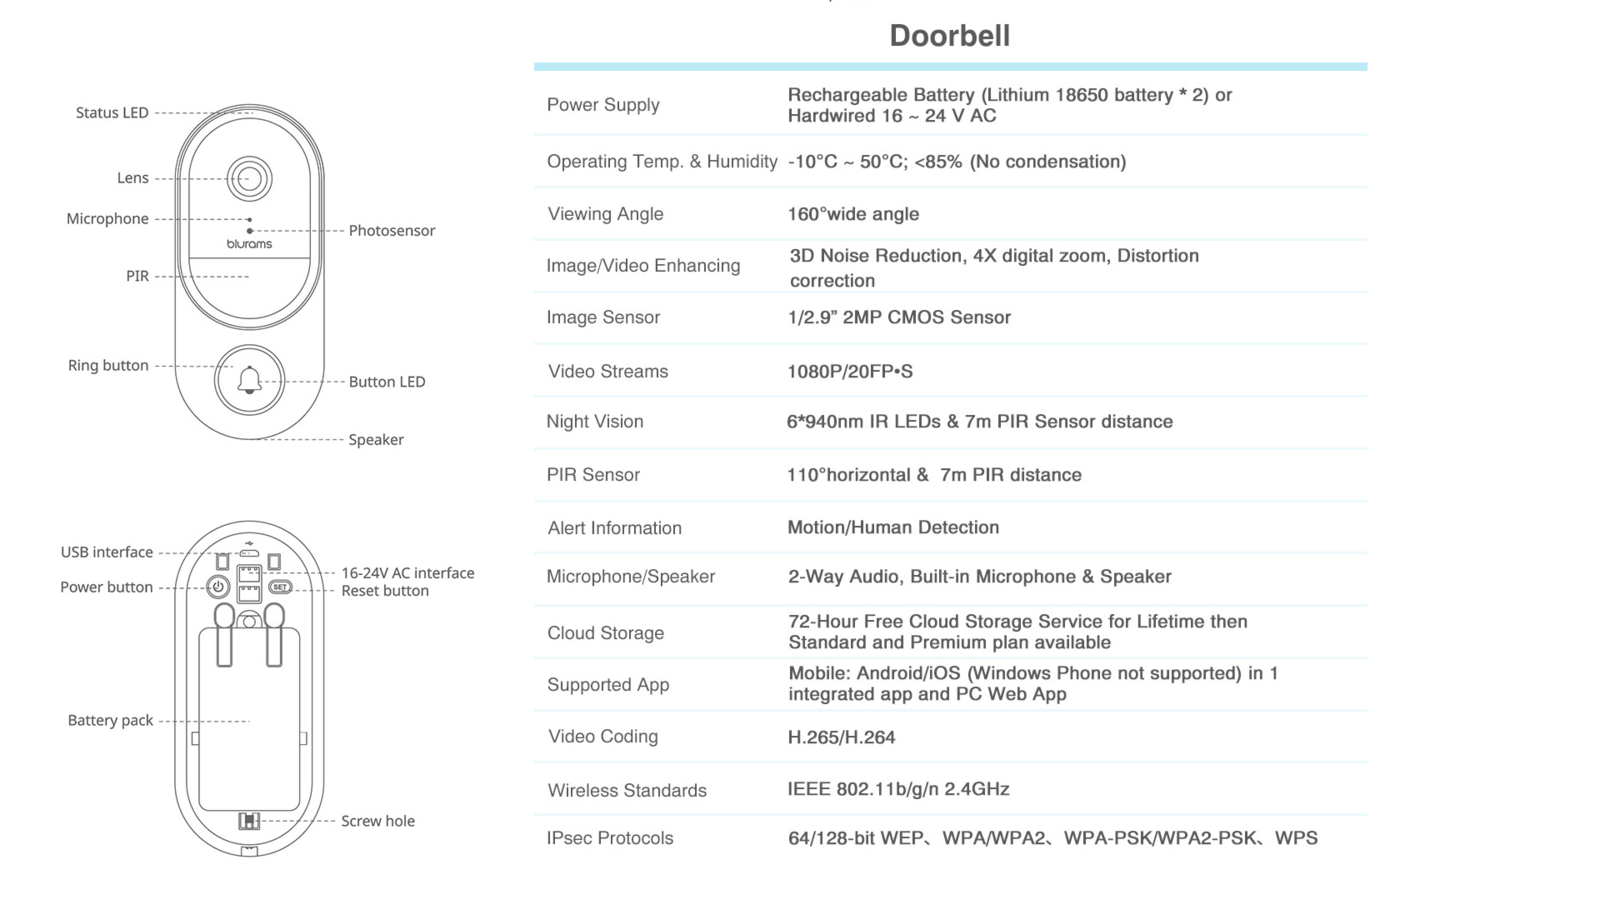 Doorbell
Status LED
Lens
Microphone
Photosensor
blurams
PIR
Ring button
Button LED
Speaker
USB interface
Power button
16-24V AC interface
Reset button
SET
Battery pack
Screw hole
Power Supply
Rechargeable Battery (Lithium 18650 battery * 2) or
Hardwired 16 ~ 24 V AC
Operating Temp. & Humidity -10°C ~ 50°C; <85% (No condensation)
Viewing Angle 160°wide angle
Image/Video Enhancing
3D Noise Reduction, 4X digital zoom, Distortion
correction
Image Sensor 1/2.9” 2MP CMOS Sensor
Video Streams 1080P/20FP•S
Night Vision 6*940nm IR LEDs & 7m PIR Sensor distance
PIR Sensor 110°horizontal & 7m PIR distance
Alert Information Motion/Human Detection
Microphone/Speaker 2-Way Audio, Built-in Microphone & Speaker
Cloud Storage
72-Hour Free Cloud Storage Service for Lifetime then
Standard and Premium plan available
Supported App
Mobile: Android/iOS (Windows Phone not supported) in 1
integrated app and PC Web App
Video Coding H.265/H.264
Wireless Standards IEEE 802.11b/g/n 2.4GHz
IPsec Protocols 64/128-bit WEP、WPA/WPA2、WPA-PSK/WPA2-PSK、WPS